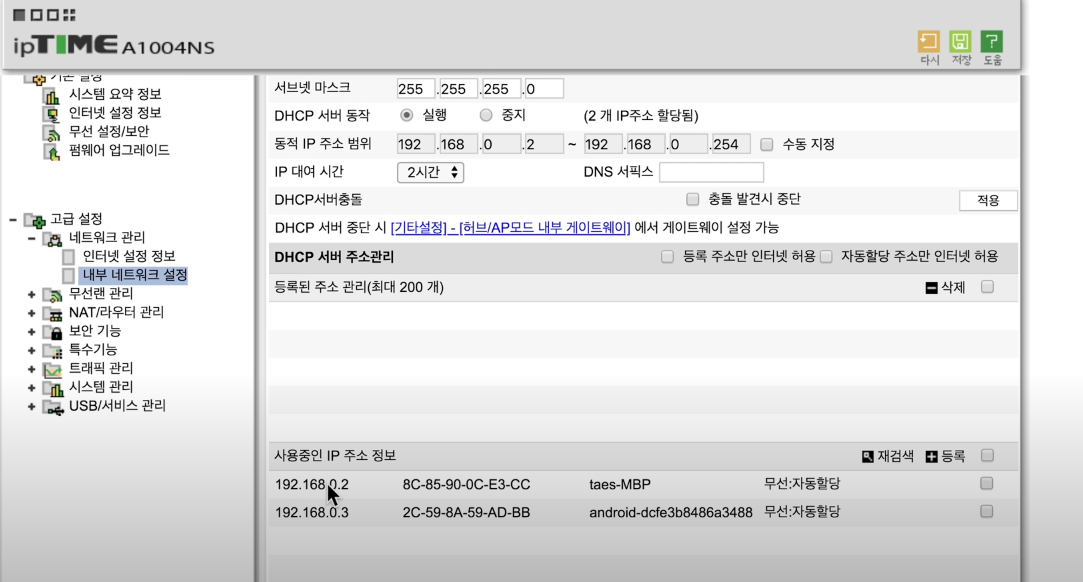 ipTIME A1004NS
다시 저장 도움
기본 설정
시스템 요약 정보
인터넷 설정 정보
무선 설정/보안
펌웨어 업그레이드
고급 설정
네트워크 관리
인터넷 설정 정보
내부 네트워크 설정
무선랜 관리
NAT/라우터 관리
보안 기능
특수기능
트래픽 관리
시스템 관리
USB/서비스 관리
서브넷 마스크 255 .255 .255 .0
DHCP 서버 동작 실행 중지 (2 개 IP주소 할당됨)
동적 IP 주소 범위 192 .168 .0 .2 ~ 192 .168 .0 .254 수동 지정
IP 대여 시간 2시간 DNS 서픽스
DHCP서버충돌 충돌 발견시 중단 적용
DHCP 서버 중단 시 [기타설정] - [허브/AP모드 내부 게이트웨이] 에서 게이트웨이 설정 가능
DHCP 서버 주소관리 등록 주소만 인터넷 허용 자동할당 주소만 인터넷 허용
등록된 주소 관리(최대 200 개) 삭제
사용중인 IP 주소 정보 재검색 등록
192.168.0.2 8C-85-90-0C-E3-CC taes-MBP 무선:자동할당
192.168.0.3 2C-59-8A-59-AD-BB android-dcfe3b8486a3488 무선:자동할당